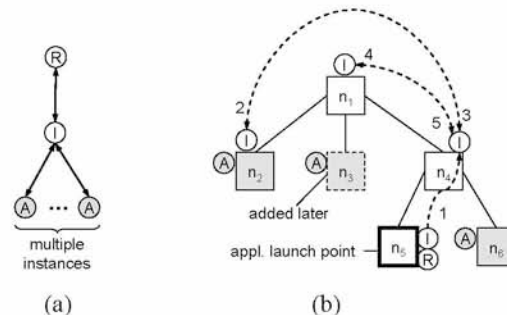 R
I
A ... A
multiple
instances
(a)
I 4
n1
2 3
5
I I
A n2 A n3 n4
added later 1
appl. launch point n5 I A n6
R
(b)